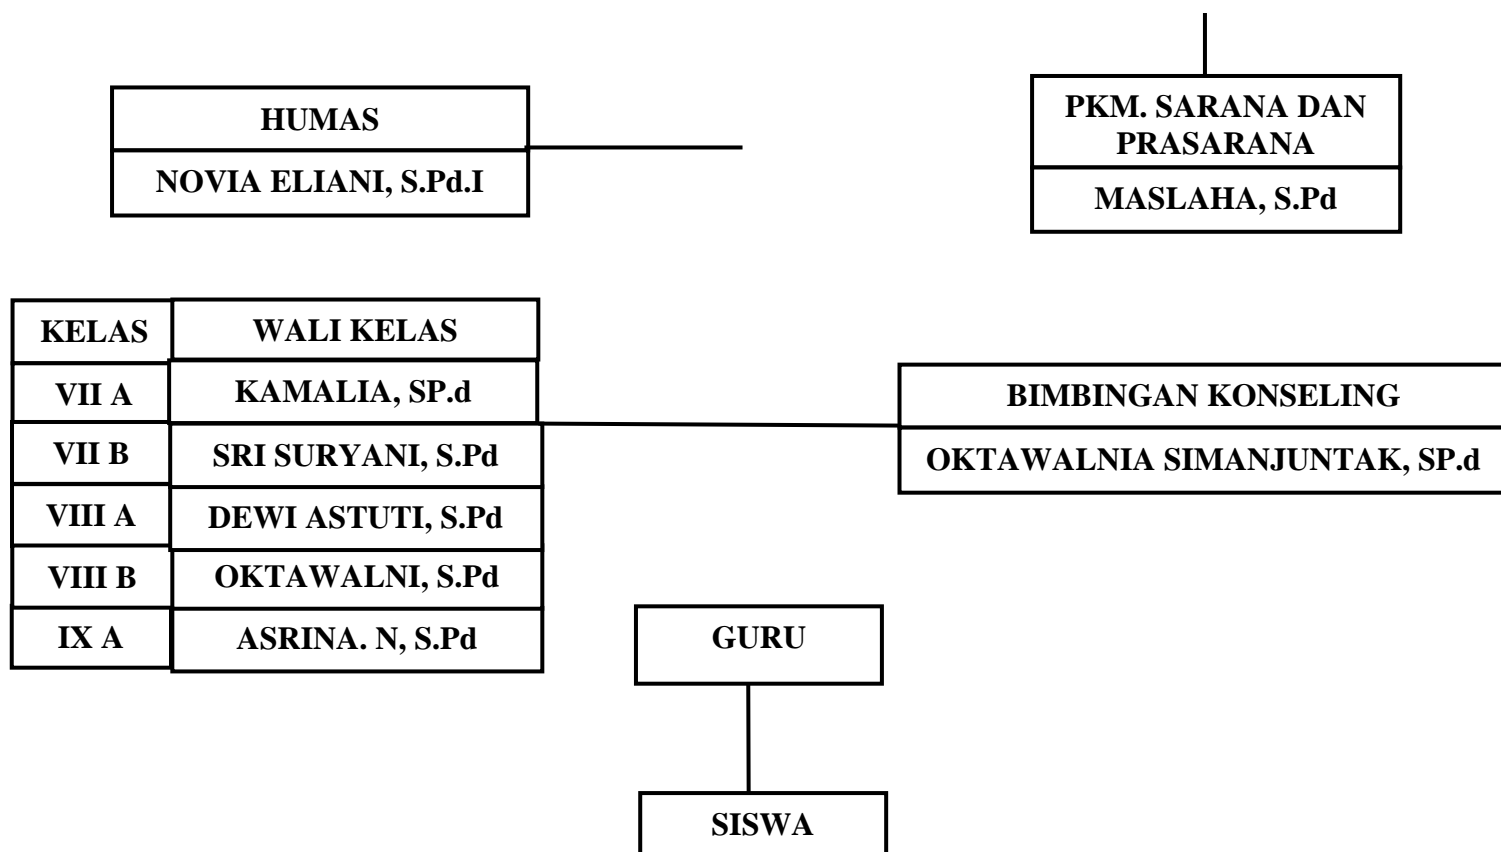 HUMAS
NOVIA ELIANI, S.Pd.I
PKM. SARANA DAN
PRASARANA
MASLAHA, S.Pd
KELAS WALI KELAS
VII A KAMALIA, SP.d
VII B SRI SURYANI, S.Pd
VIII A DEWI ASTUTI, S.Pd
VIII B OKTAWALNI, S.Pd
IX A ASRINA. N, S.Pd
BIMBINGAN KONSELING
OKTAWALNIA SIMANJUNTAK, SP.d
GURU
SISWA